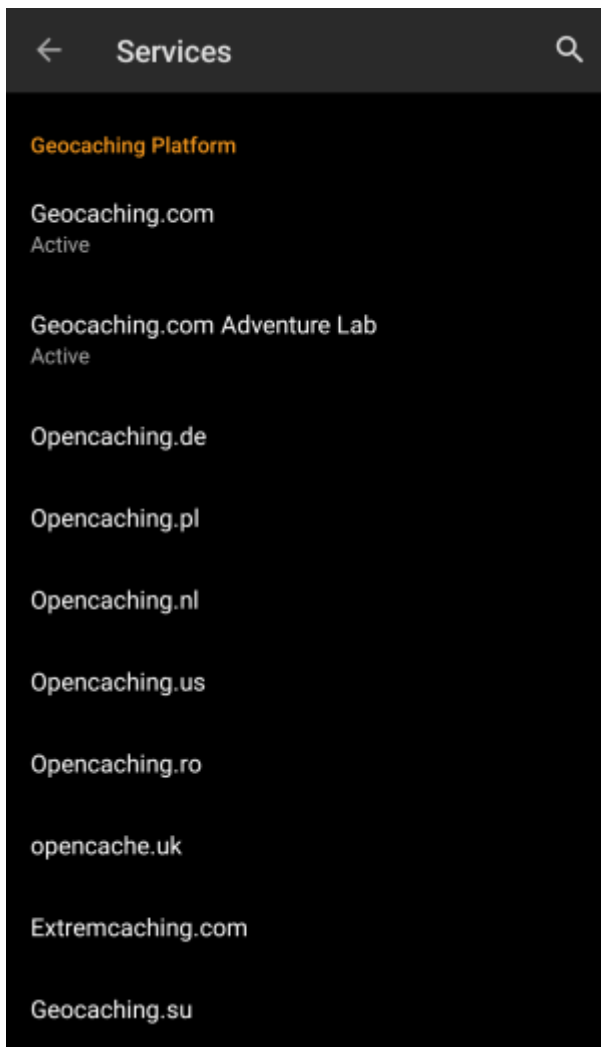 Services
Geocaching Platform
Geocaching.com
Active
Geocaching.com Adventure Lab
Active
Opencaching.de
Opencaching.pl
Opencaching.nl
Opencaching.us
Opencaching.ro
opencache.uk
Extremcaching.com
Geocaching.su